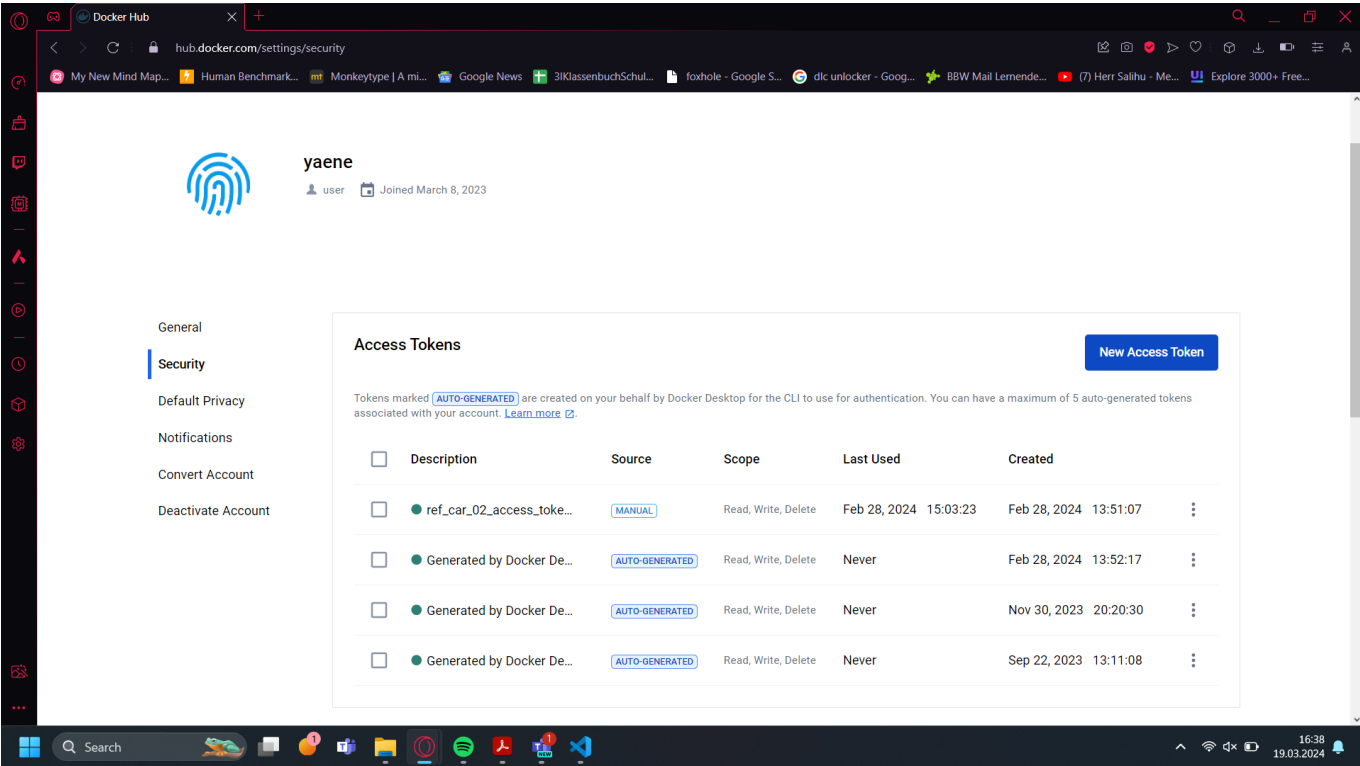 Docker Hub
hub.docker.com/settings/security
My New Mind Map... Human Benchmark... mt Monkeytype | A mi... Google News 3IKlassenbuchSchul... foxhole - Google S... dlc unlocker - Goog... BBW Mail Lernende... (7) Herr Salihu - Me... UI Explore 3000+ Free...
yaene
user Joined March 8, 2023
General
Security
Default Privacy
Notifications
Convert Account
Deactivate Account
Access Tokens
New Access Token
Tokens marked AUTO-GENERATED are created on your behalf by Docker Desktop for the CLI to use for authentication. You can have a maximum of 5 auto-generated tokens
associated with your account. Learn more .
Description Source Scope Last Used Created
ref_car_02_access_toke... MANUAL Read, Write, Delete Feb 28, 2024 15:03:23 Feb 28, 2024 13:51:07
Generated by Docker De... AUTO-GENERATED Read, Write, Delete Never Feb 28, 2024 13:52:17
Generated by Docker De... AUTO-GENERATED Read, Write, Delete Never Nov 30, 2023 20:20:30
Generated by Docker De... AUTO-GENERATED Read, Write, Delete Never Sep 22, 2023 13:11:08
Search 1 1 NEW 16:38
19.03.2024